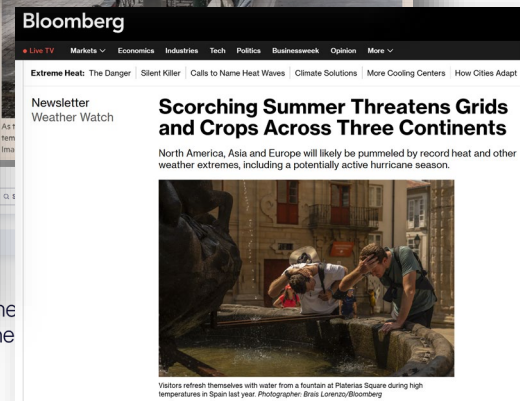 Bloomberg
Live TV Markets Economics Industries Tech Politics Businessweek Opinion More
Extreme Heat: The Danger Silent Killer Calls to Name Heat Waves Climate Solutions More Cooling Centers How Cities Adapt
Newsletter
Weather Watch
Scorching Summer Threatens Grids
and Crops Across Three Continents
North America, Asia and Europe will likely be pummeled by record heat and other
weather extremes, including a potentially active hurricane season.
Visitors refresh themselves with water from a fountain at Platerias Square during high
temperatures in Spain last year. Photographer: Brais Lorenzo/Bloomberg